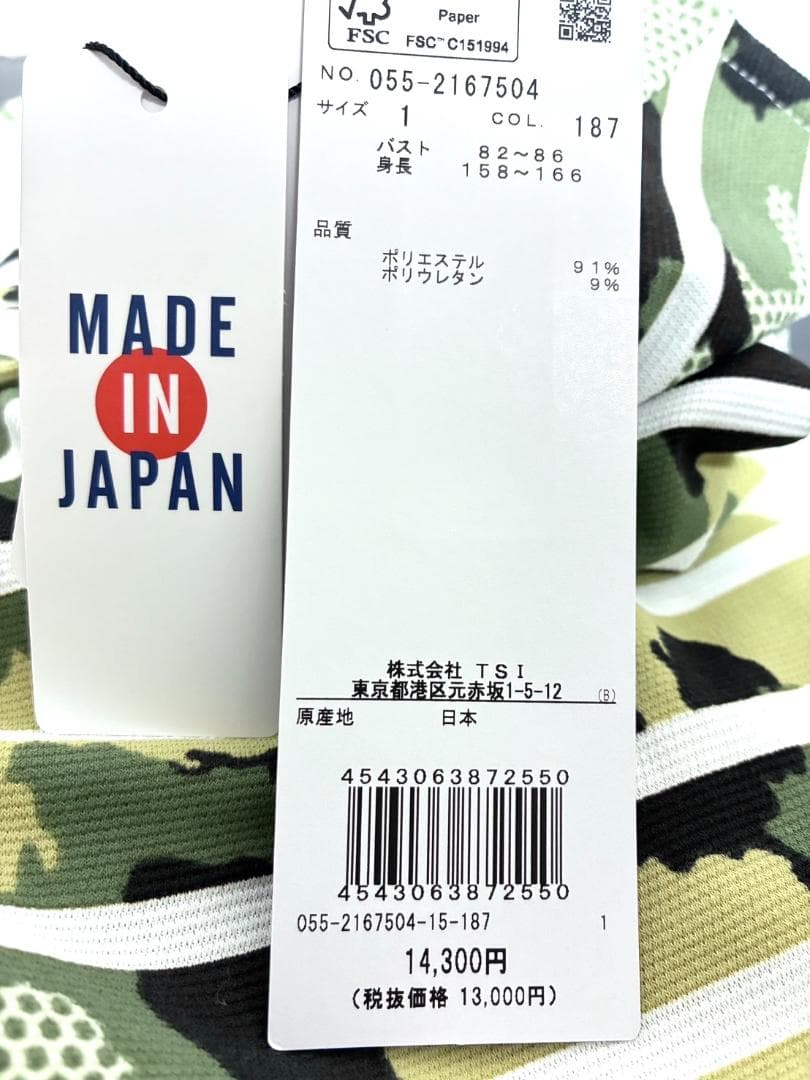 MADE
IN
JAPAN
FSC
Paper
FSC™ C151994
NO. 055-2167504
サイズ 1 COL. 187
バスト 82～86
身長 158～166
品質
ポリエステル 91%
ポリウレタン 9%
株式会社 TSI
東京都港区元赤坂1-5-12 (B)
原産地 日本
4543063872550
4543063872550
055-2167504-15-187 1
14,300円
(税抜価格 13,000円)